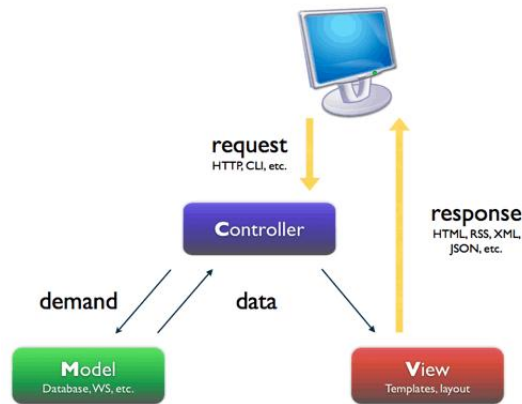 request
HTTP, CLI, etc.
response
HTML, RSS, XML,
JSON, etc.
Controller
demand
data
Model
Database, WS, etc.
View
Templates, layout